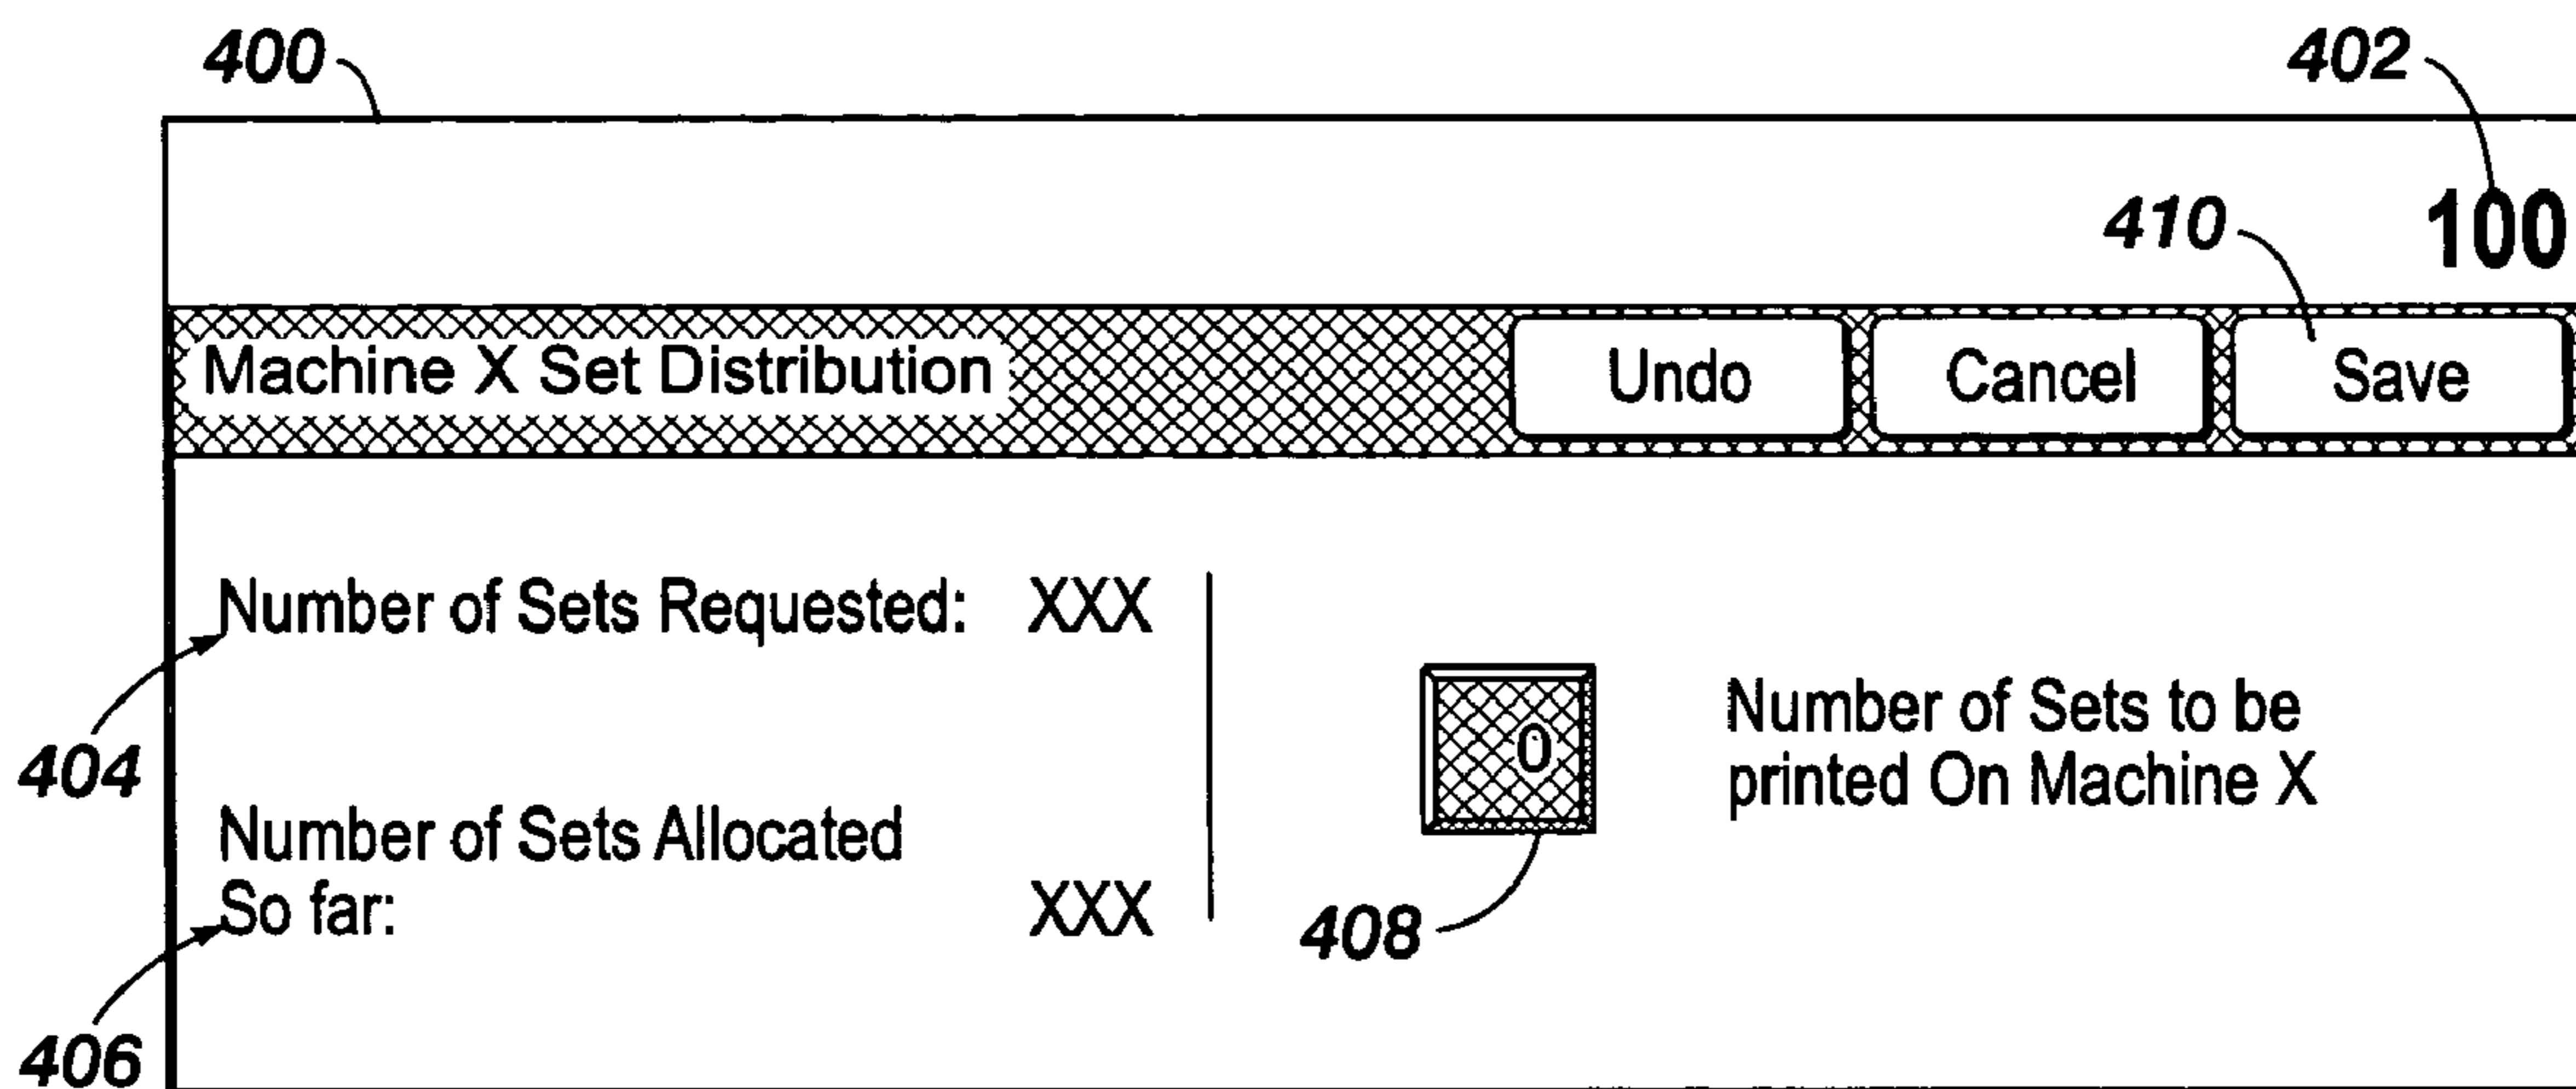 400
402
410
100
Machine X Set Distribution
Undo
Cancel
Save
Number of Sets Requested: XXX
404
0
Number of Sets to be
printed On Machine X
Number of Sets Allocated
So far: XXX
408
406